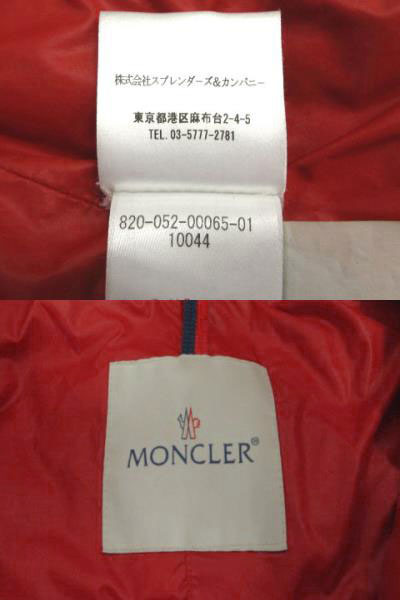 株式会社スプレンダーズ&カンパニー
東京都港区麻布台2-4-5
TEL. 03-5777-2781
820-052-00065-01
10044
MONCLER®